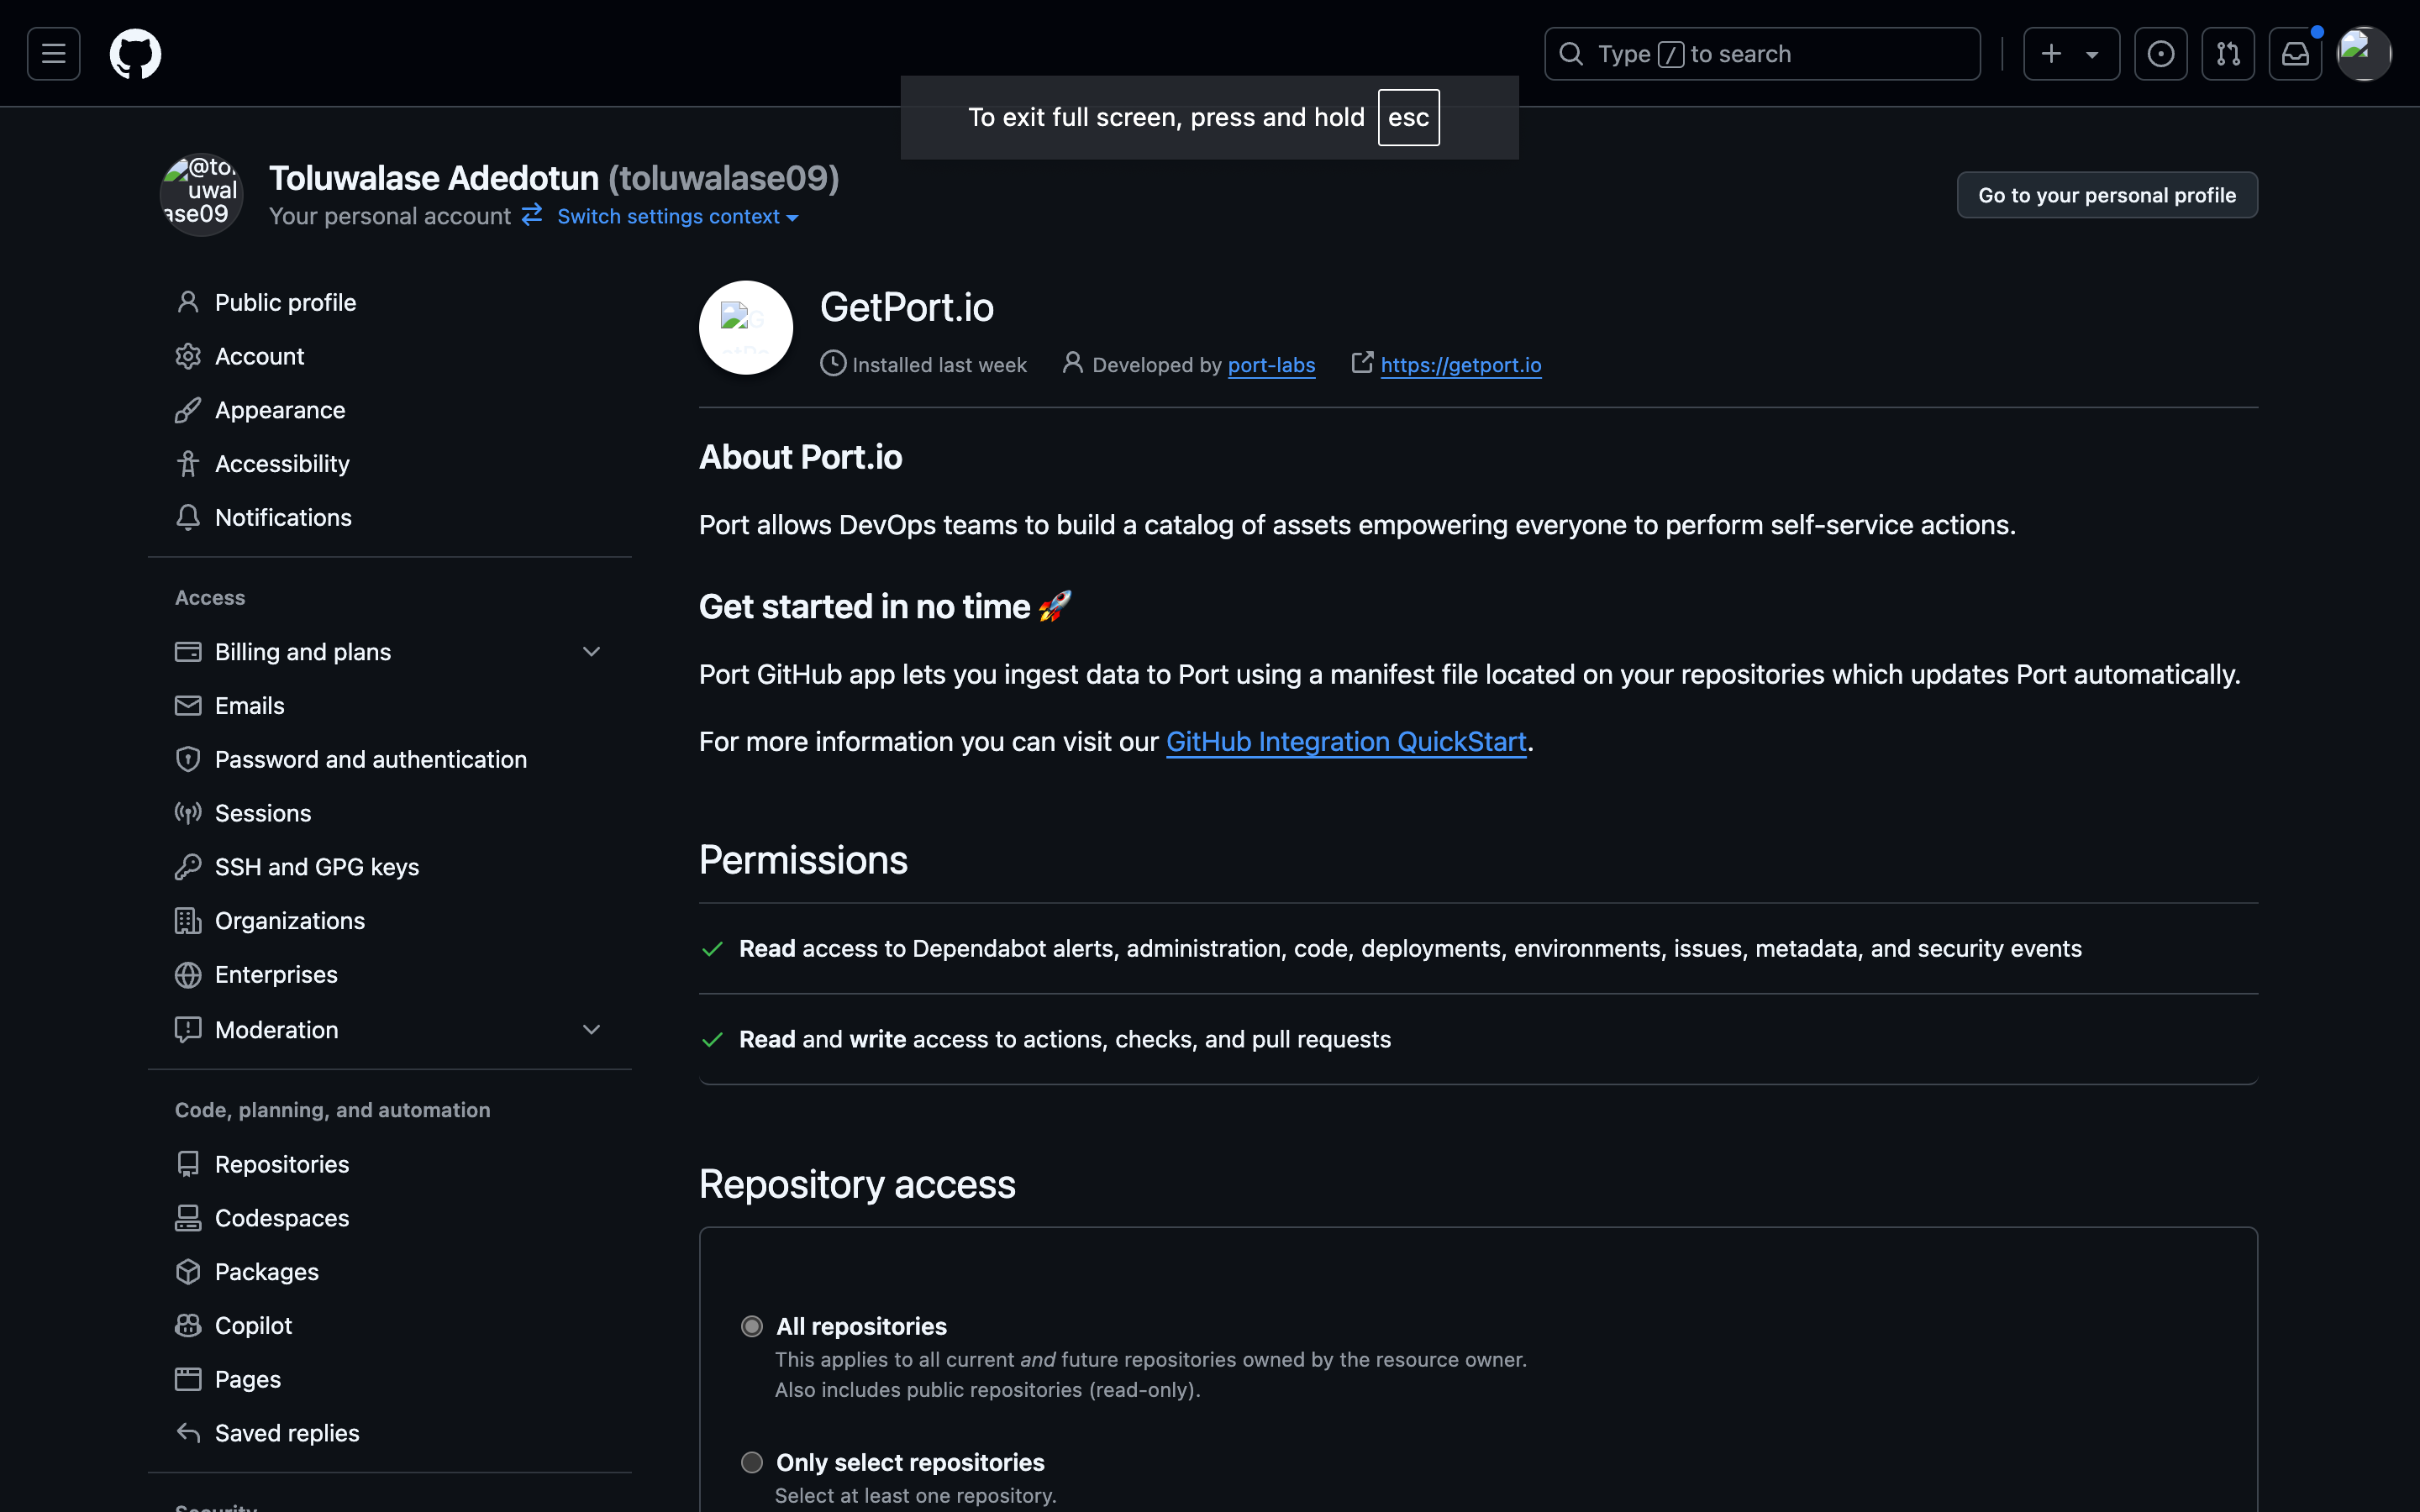 Type / to search
To exit full screen, press and hold esc
@to
uwal
ase09
Toluwalase Adedotun (toluwalase09)
Your personal account
Switch settings context
Go to your personal profile
Public profile
Account
Appearance
Accessibility
Notifications
Access
Billing and plans
Emails
Password and authentication
Sessions
SSH and GPG keys
Organizations
Enterprises
Moderation
Code, planning, and automation
Repositories
Codespaces
Packages
Copilot
Pages
Saved replies
Security
GetPort.io
Installed last week
Developed by port-labs
https://getport.io
About Port.io
Port allows DevOps teams to build a catalog of assets empowering everyone to perform self-service actions.
Get started in no time 🚀
Port GitHub app lets you ingest data to Port using a manifest file located on your repositories which updates Port automatically.
For more information you can visit our GitHub Integration QuickStart.
Permissions
Read access to Dependabot alerts, administration, code, deployments, environments, issues, metadata, and security events
Read and write access to actions, checks, and pull requests
Repository access
All repositories
This applies to all current and future repositories owned by the resource owner.
Also includes public repositories (read-only).
Only select repositories
Select at least one repository.